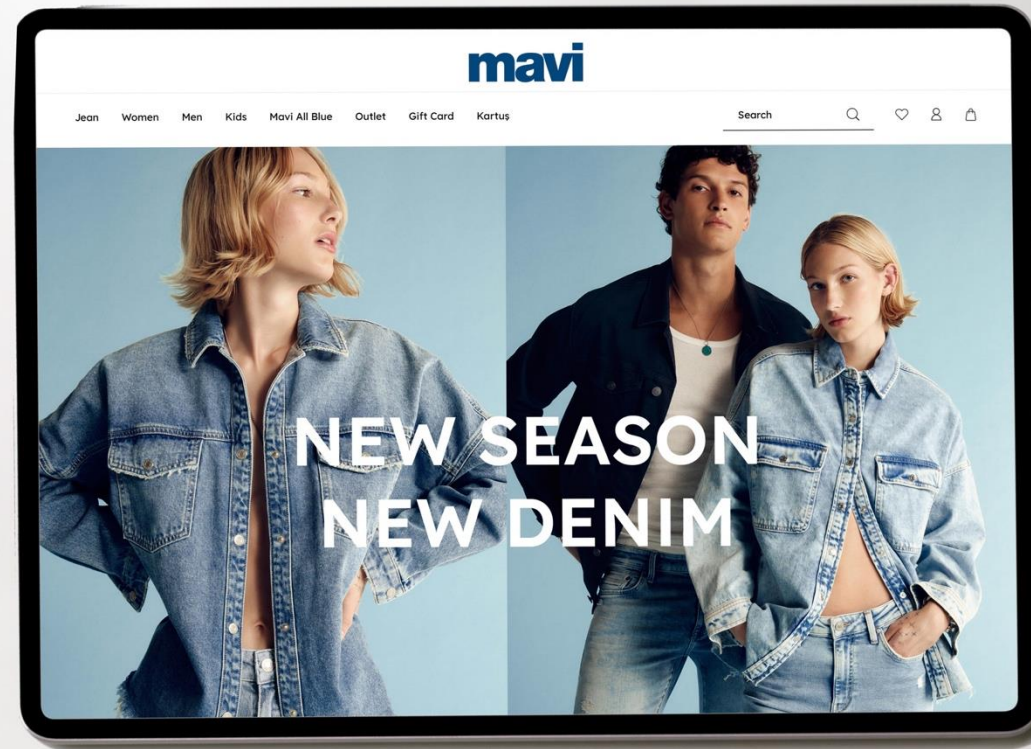 mavi
Jean Women Men Kids Mavi All Blue Outlet Gift Card Kartuş Search
NEW SEASON
NEW DENIM